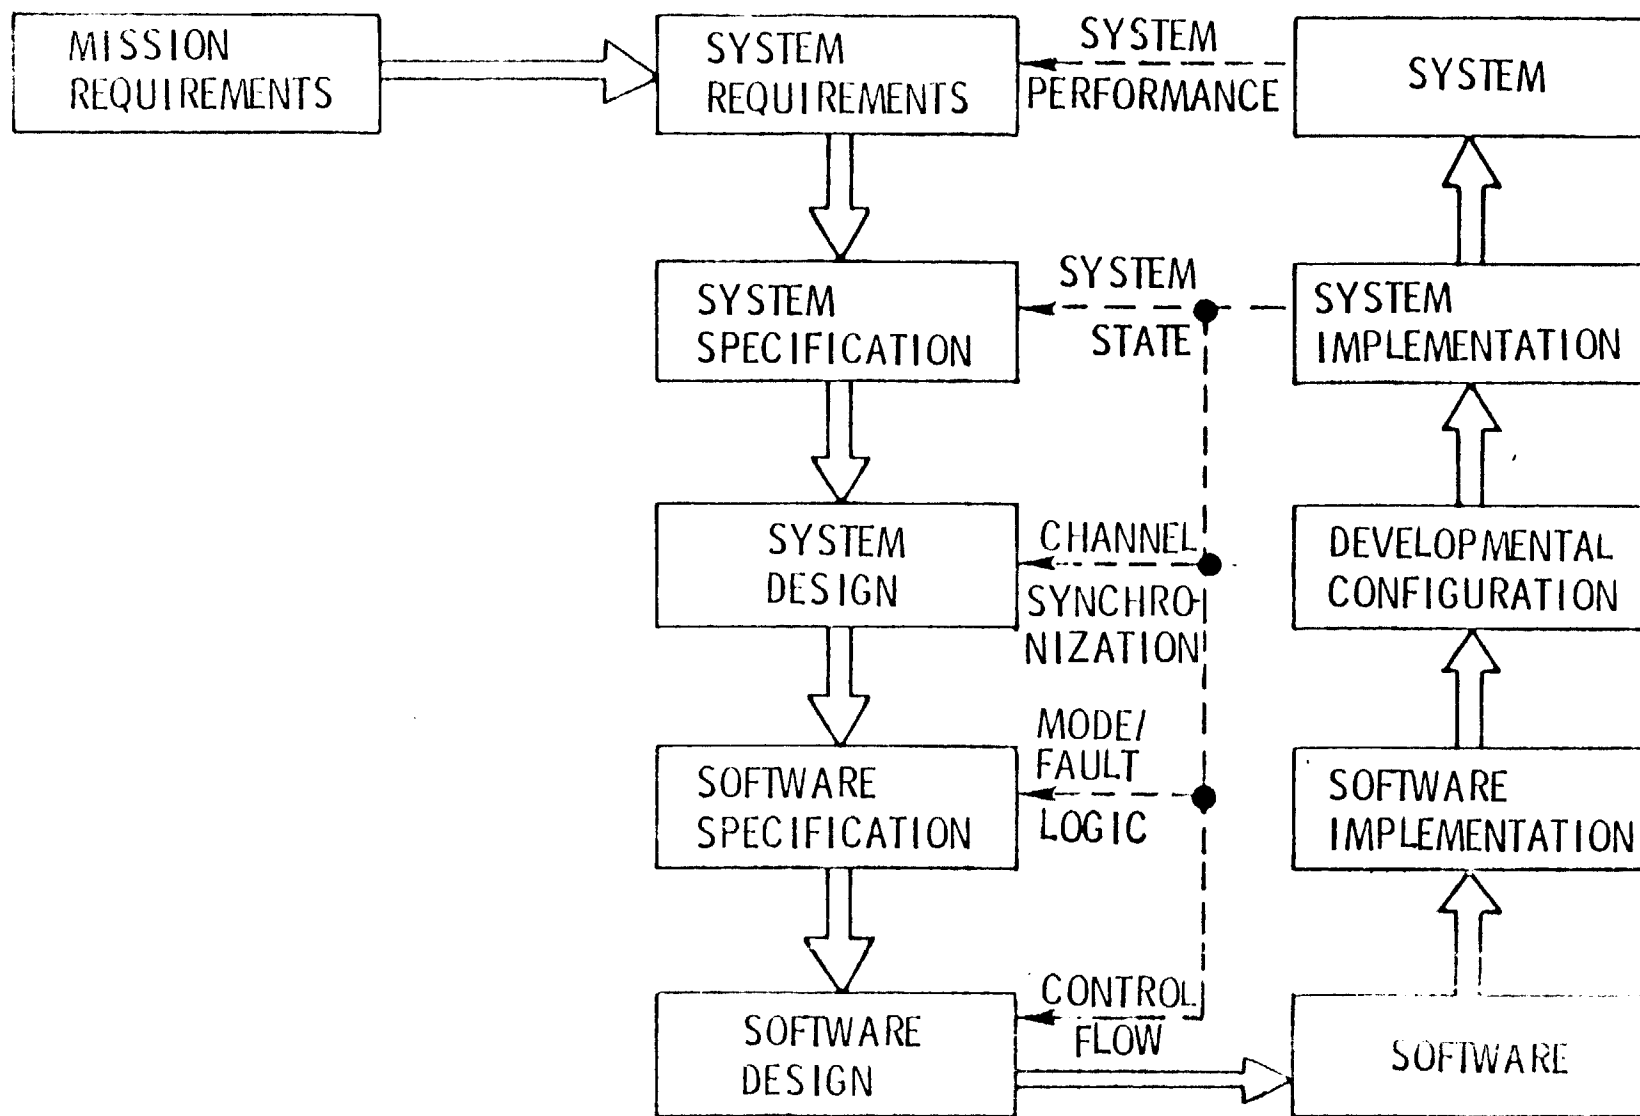 MISSION
REQUIREMENTS
SYSTEM
REQUIREMENTS
SYSTEM
PERFORMANCE
SYSTEM
SYSTEM
SPECIFICATION
SYSTEM
STATE
SYSTEM
IMPLEMENTATION
SYSTEM
DESIGN
CHANNEL
SYNCHRO-
NIZATION
DEVELOPMENTAL
CONFIGURATION
SOFTWARE
SPECIFICATION
MODE/
FAULT
LOGIC
SOFTWARE
IMPLEMENTATION
SOFTWARE
DESIGN
CONTROL
FLOW
SOFTWARE